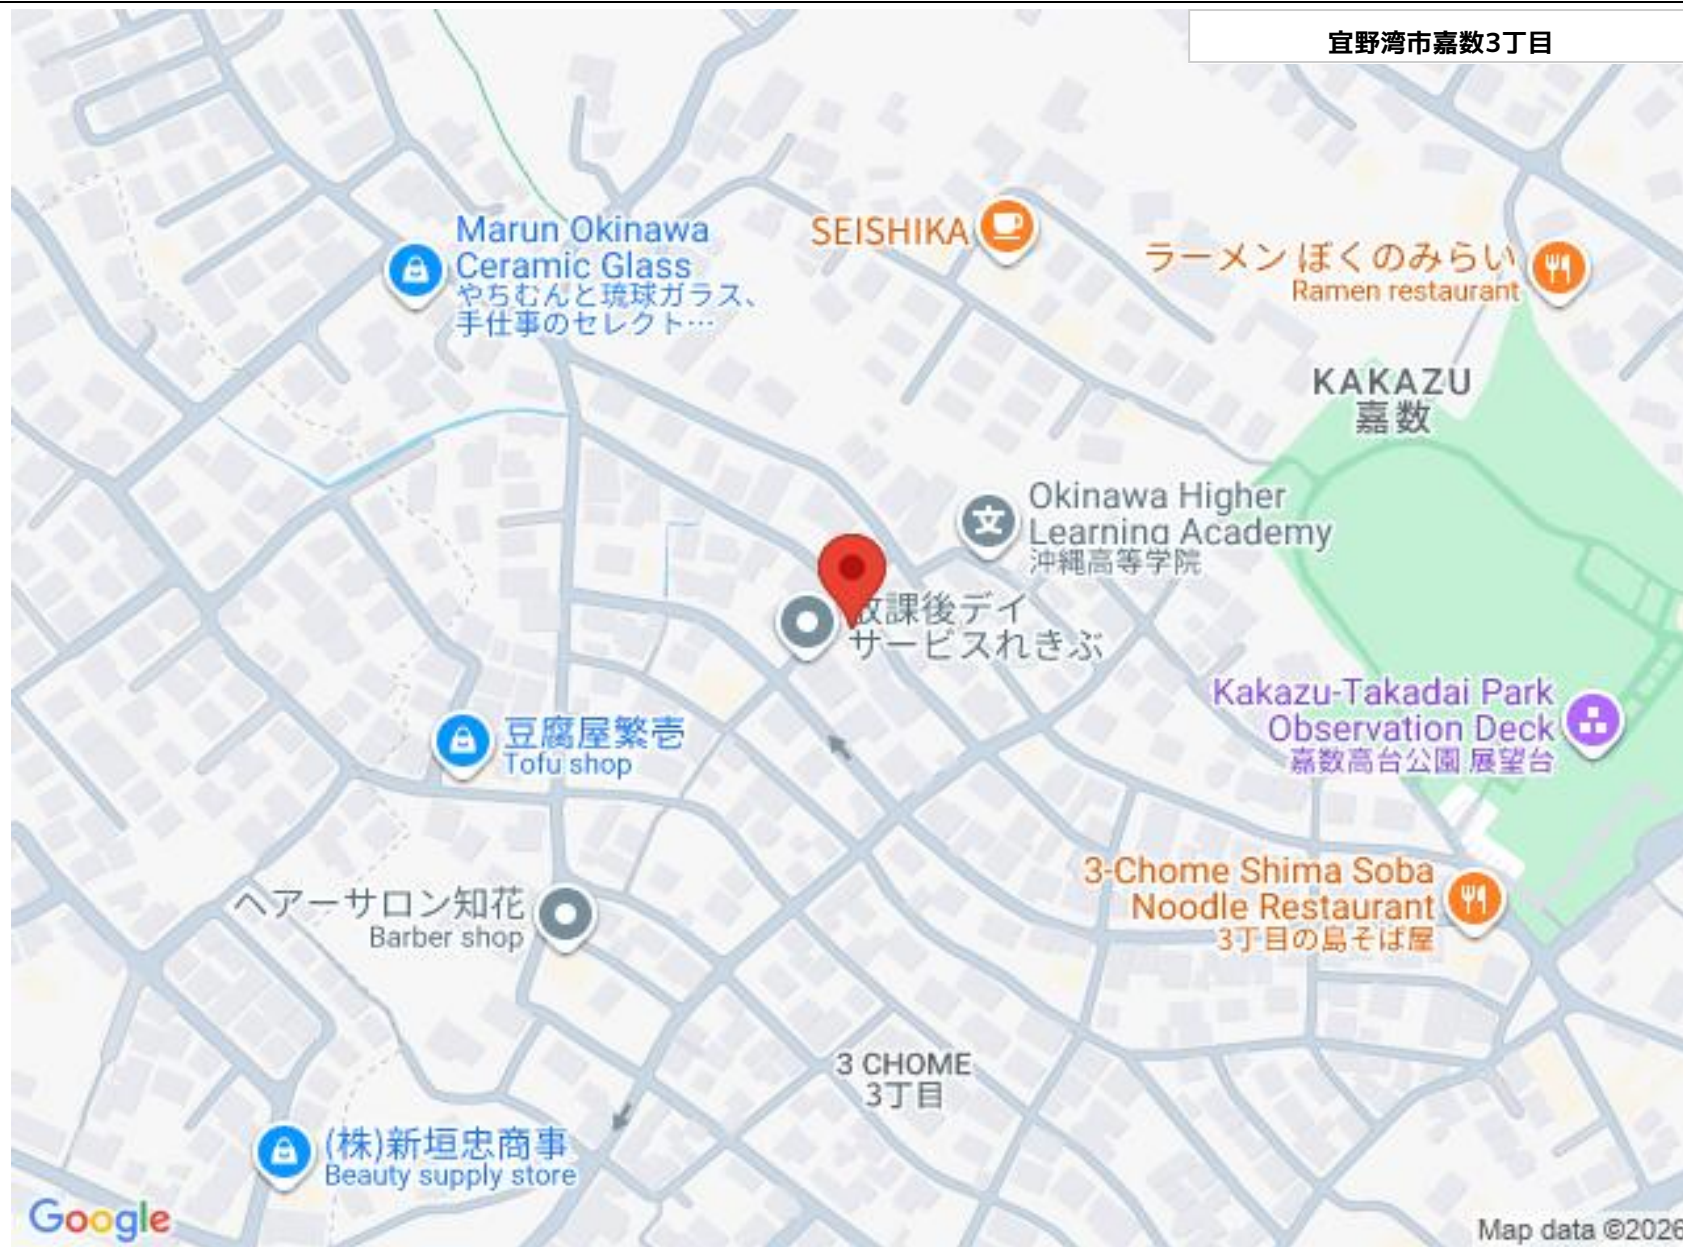 宜野湾市嘉数3丁目
Marun Okinawa
Ceramic Glass
やちむんと琉球ガラス、
手仕事のセレクト…
SEISHIKA
ラーメン ぼくのみらい
Ramen restaurant
KAKAZU
嘉数
Okinawa Higher
Learning Academy
沖縄高等学院
放課後デイ
サービスれきぶ
Kakazu-Takadai Park
Observation Deck
嘉数高台公園 展望台
豆腐屋繁壱
Tofu shop
3-Chome Shima Soba
Noodle Restaurant
3丁目の島そば屋
ヘアーサロン知花
Barber shop
3 CHOME
3丁目
(株)新垣忠商事
Beauty supply store
Google
Map data ©2026